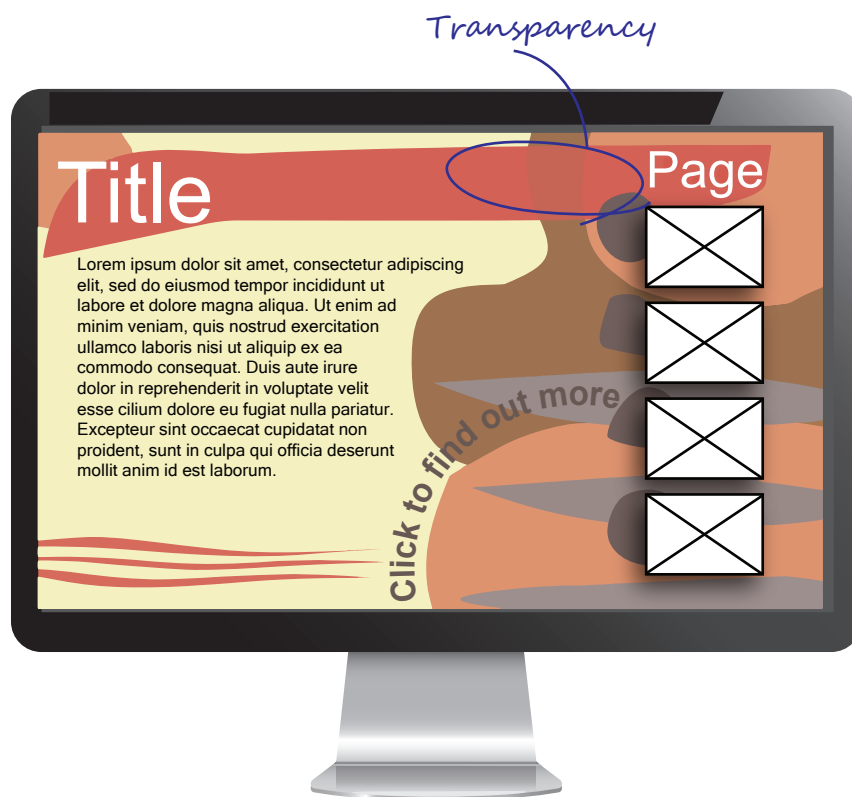 Transparency
Title
Page
Lorem ipsum dolor sit amet, consectetur adipiscing
elit, sed do eiusmod tempor incididunt ut
labore et dolore magna aliqua. Ut enim ad
minim veniam, quis nostrud exercitation
ullamco laboris nisi ut aliquip ex ea
commodo consequat. Duis aute irure
dolor in reprehenderit in voluptate velit
esse cilium dolore eu fugiat nulla pariatur.
Excepteur sint occaecat cupidatat non
proident, sunt in culpa qui officia deserunt
mollit anim id est laborum.
Click to find out more